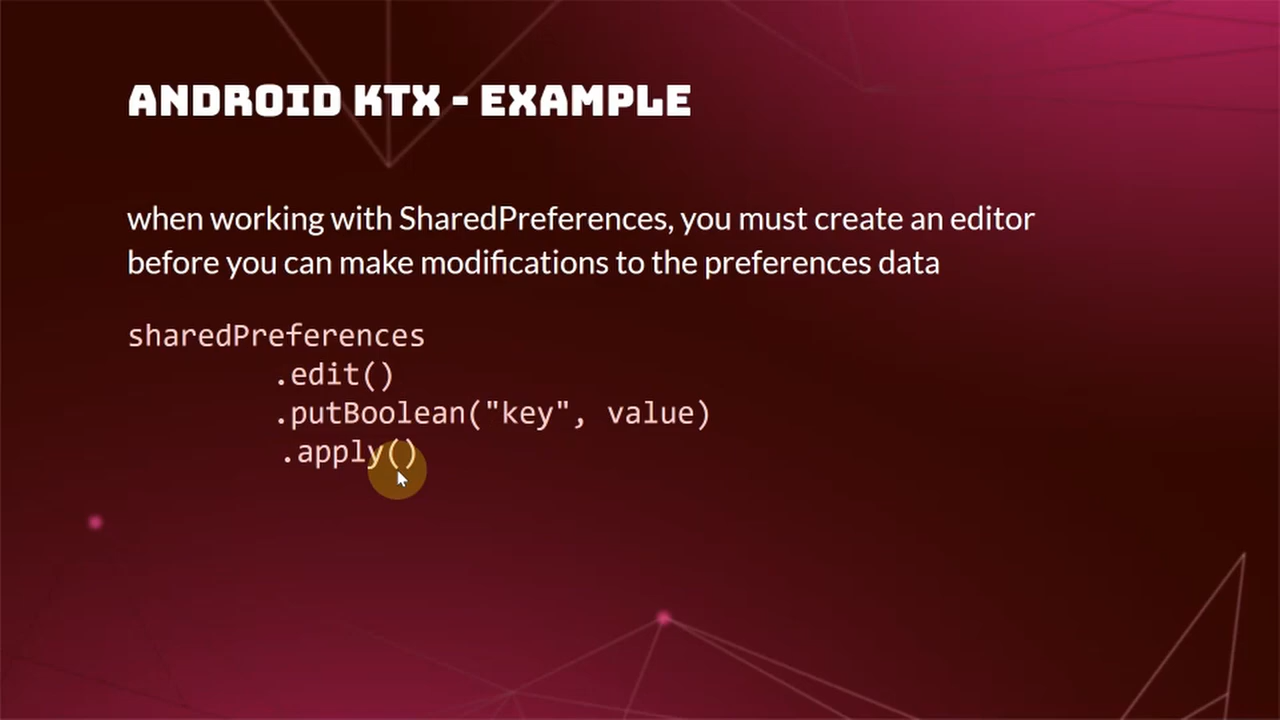 ANDROID KTX - EXAMPLE
when working with SharedPreferences, you must create an editor
before you can make modifications to the preferences data
sharedPreferences
.edit()
.putBoolean("key", value)
.apply()